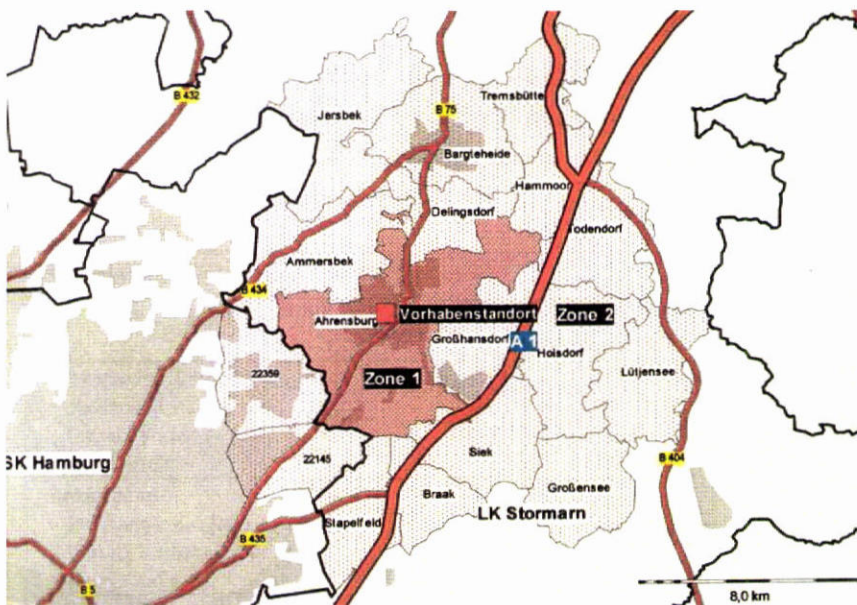 B 432
Jersbek
B 75
Tremsbüttel
Bargteheide
Hammoor
Delingsdorf
Todendorf
Ammersbek
B 434
Ahrensburg
Vorhabenstandort
Zone 2
Großhansdorf
A 1
Hoisdorf
Lütjensee
22359
Zone 1
SK Hamburg
22145
Siek
B 404
Braak
Großensee
Stapelfeld
LK Stormarn
B 435
B 5
8,0 km